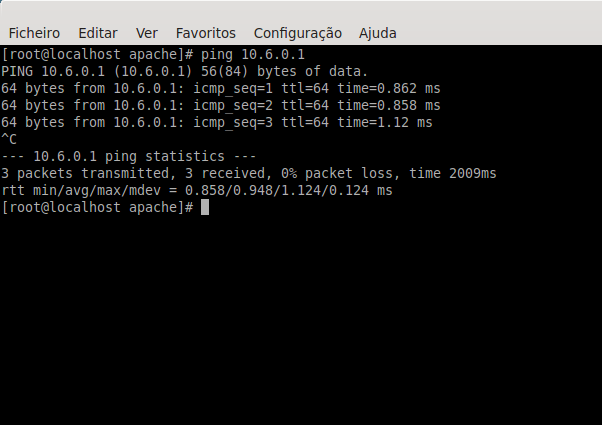 Ficheiro Editar Ver Favoritos Configuração Ajuda
[root@localhost apache]# ping 10.6.0.1
PING 10.6.0.1 (10.6.0.1) 56(84) bytes of data.
64 bytes from 10.6.0.1: icmp_seq=1 ttl=64 time=0.862 ms
64 bytes from 10.6.0.1: icmp_seq=2 ttl=64 time=0.858 ms
64 bytes from 10.6.0.1: icmp_seq=3 ttl=64 time=1.12 ms
^C
--- 10.6.0.1 ping statistics ---
3 packets transmitted, 3 received, 0% packet loss, time 2009ms
rtt min/avg/max/mdev = 0.858/0.948/1.124/0.124 ms
[root@localhost apache]#